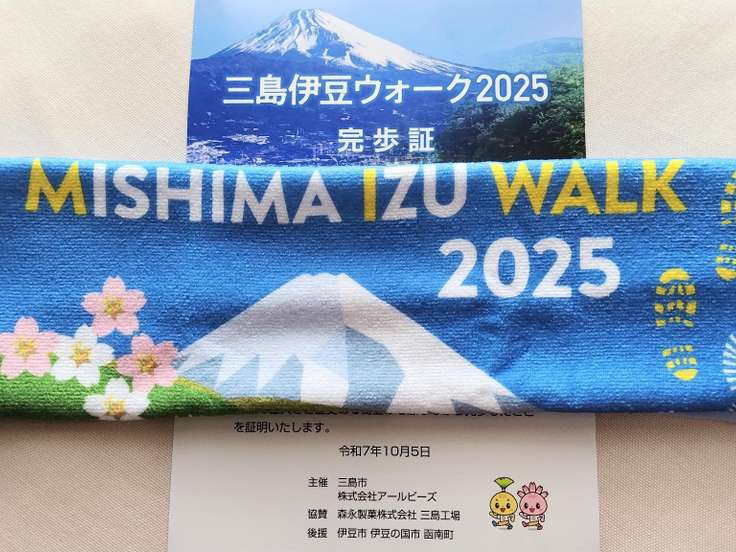 三島伊豆ウォーク2025
完歩証
MISHIMA IZU WALK
2025
を証明いたします。
令和7年10月5日
主催 三島市
株式会社アールビーズ
協賛 森永製菓株式会社 三島工場
後援 伊豆市 伊豆の国市 函南町